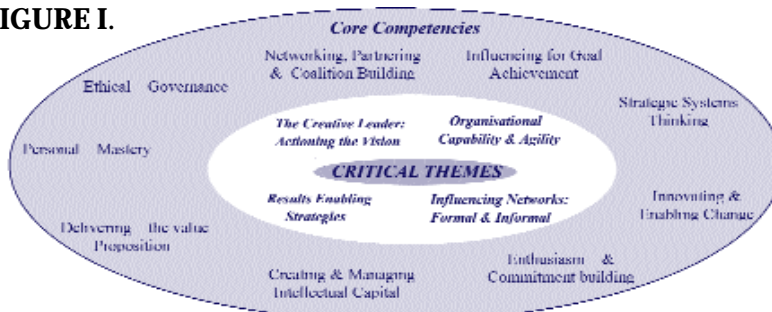 IGURE I.
Core Competencies
Networking, Partnering
& Coalition Building
Influencing for Goal
Achievement
Ethical Governance
Strategic Systems
Thinking
The Creative Leader:
Actioning the Vision
Organisational
Capability & Agility
Personal Mastery
CRITICAL THEMES
Results Enabling
Strategies
Influencing Networks:
Formal & Informal
Innovating &
Enabling Change
Delivering the value
Proposition
Enthusiasm &
Commitment building
Creating & Managing
Intellectual Capital